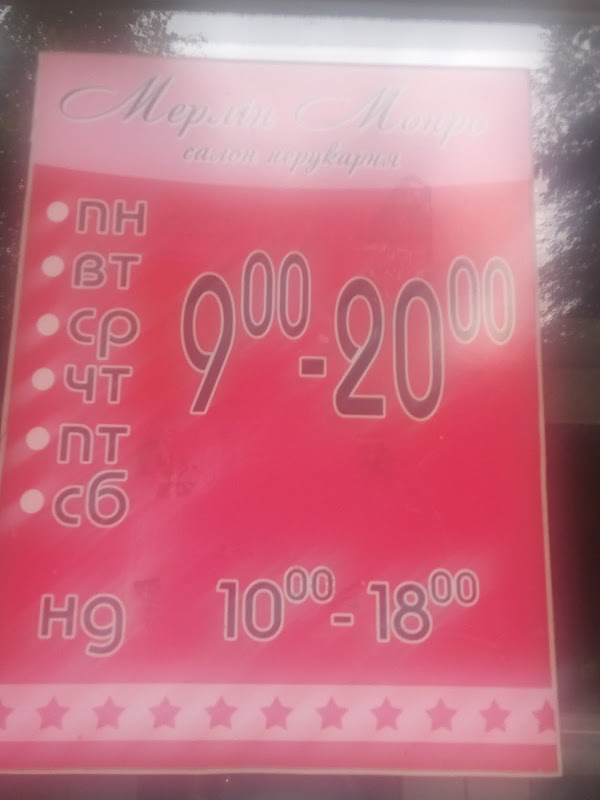 Мерлін Монро
салон перукарня
пн
вт
ср
чт
пт
сб
9⁰⁰-20⁰⁰
нд 10⁰⁰-18⁰⁰